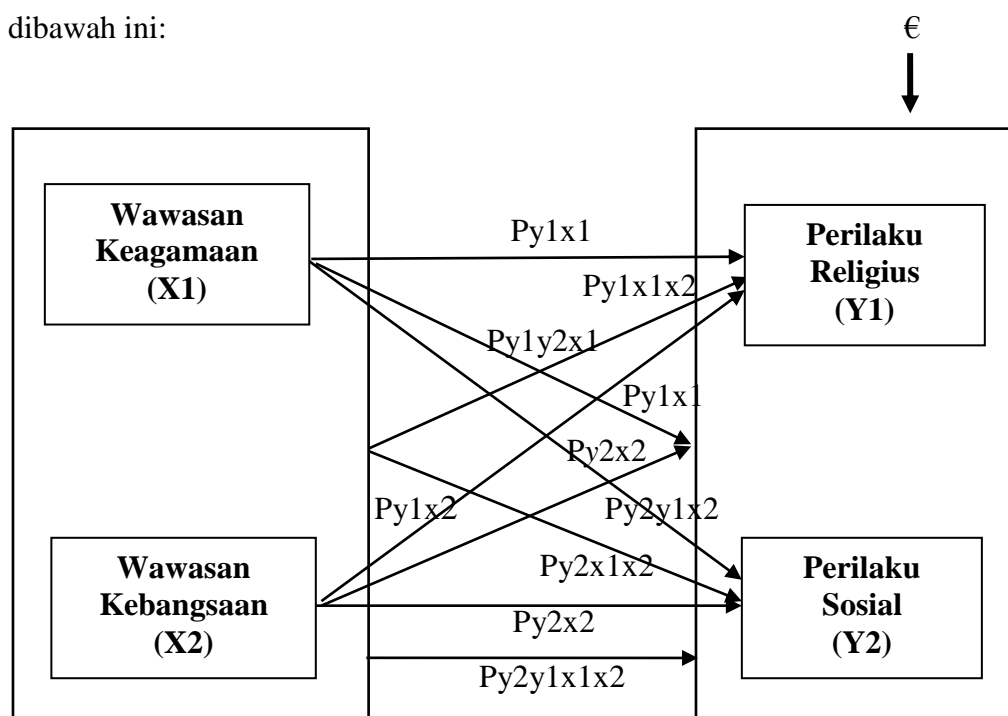 dibawah ini:
€
Wawasan
Keagamaan
(X1)
Py1x1
Perilaku
Religius
(Y1)
Py1x1x2
Py1y2x1
Py1x1
Py2x2
Py1x2
Py2y1x2
Wawasan
Kebangsaan
(X2)
Py2x1x2
Py2x2
Perilaku
Sosial
(Y2)
Py2y1x1x2